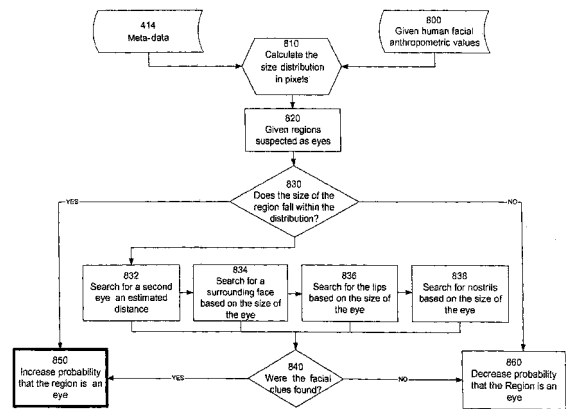 414
Meta-data
800
Given human facial
anthropometric values
810
Calculate the
size distribution
in pixels
820
Given regions
suspected as eyes
830
Does the size of the
region fall within the
distribution?
YES
NO
832
Search for a second
eye an estimated
distance
834
Search for a
surrounding face
based on the size of
the eye
836
Search for the lips
based on the size of
the eye
838
Search for nostrils
based on the size of
the eye
850
Increase probability
that the region is an
eye
YES
840
Were the facial
clues found?
NO
860
Decrease probability
that the Region is an
eye